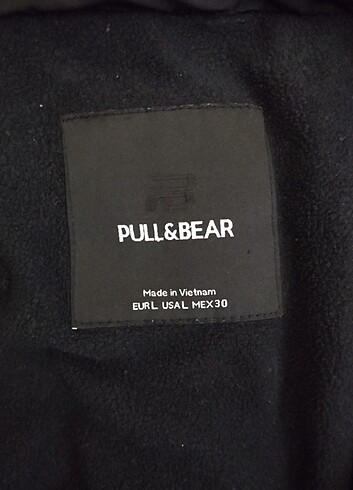 PULL&BEAR
Made in Vietnam
EUR L USA L MEX 30